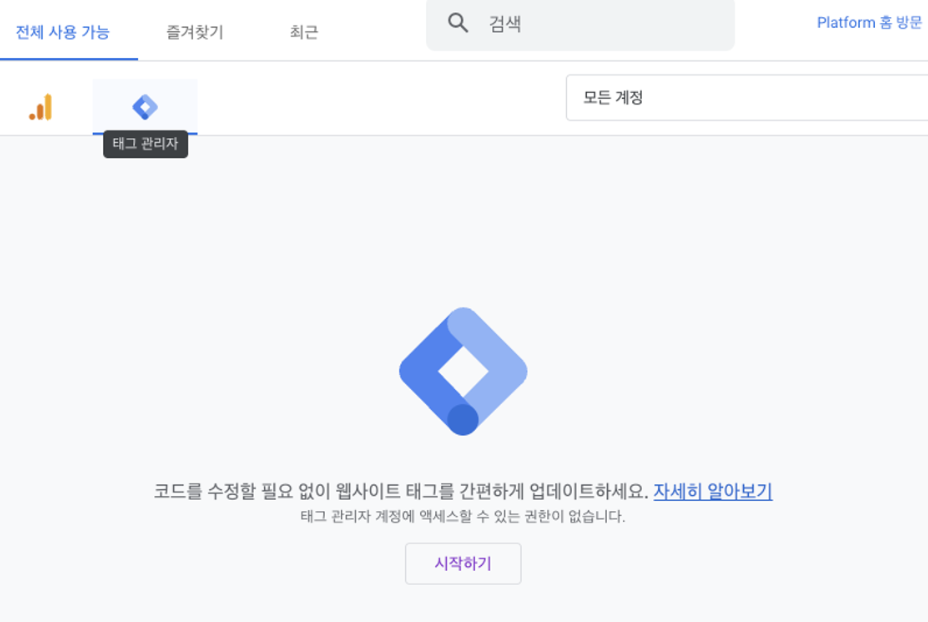 전체 사용 가능
즐겨찾기
최근
검색
Platform 홈 방문
모든 계정
태그 관리자
코드를 수정할 필요 없이 웹사이트 태그를 간편하게 업데이트하세요. 자세히 알아보기
태그 관리자 계정에 액세스할 수 있는 권한이 없습니다.
시작하기